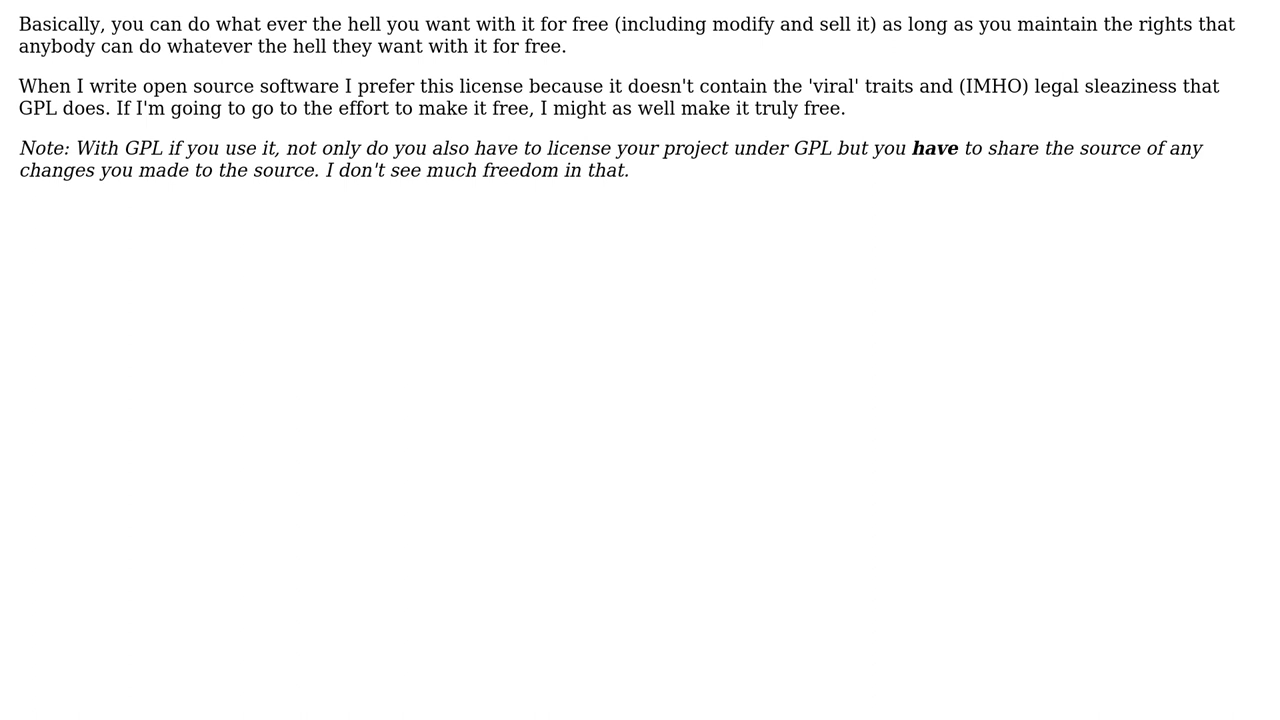 Basically, you can do what ever the hell you want with it for free (including modify and sell it) as long as you maintain the rights that
anybody can do whatever the hell they want with it for free.
When I write open source software I prefer this license because it doesn't contain the 'viral' traits and (IMHO) legal sleaziness that
GPL does. If I'm going to go to the effort to make it free, I might as well make it truly free.
Note: With GPL if you use it, not only do you also have to license your project under GPL but you have to share the source of any
changes you made to the source. I don't see much freedom in that.